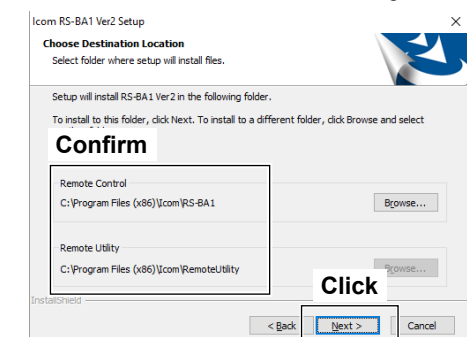 Icom RS-BA1 Ver2 Setup
Choose Destination Location
Select folder where setup will install files.
Setup will install RS-BA1 Ver2 in the following folder.
To install to this folder, click Next. To install to a different folder, click Browse and select
Confirm
Remote Control
C:\Program Files (x86)\Icom\RS-BA1
Browse...
Remote Utility
C:\Program Files (x86)\Icom\RemoteUtility
Browse...
Click
InstallShield
< Back
Next >
Cancel